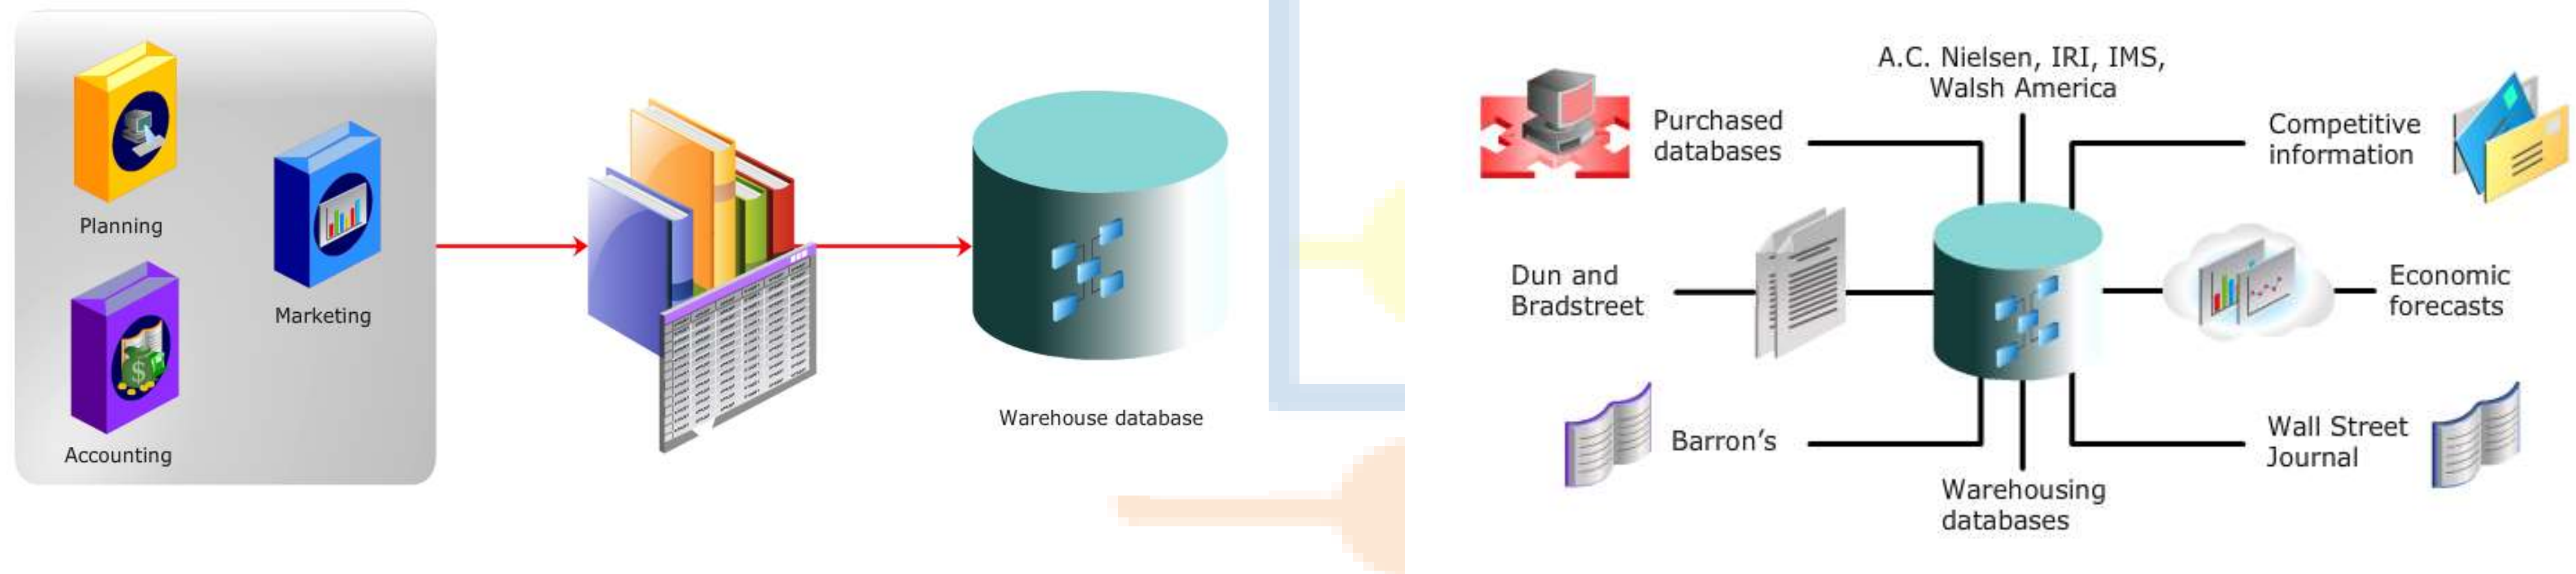 Planning
Marketing
Accounting
Warehouse database
A.C. Nielsen, IRI, IMS,
Walsh America
Purchased
databases
Competitive
information
Dun and
Bradstreet
Economic
forecasts
Barron’s
Wall Street
Journal
Warehousing
databases